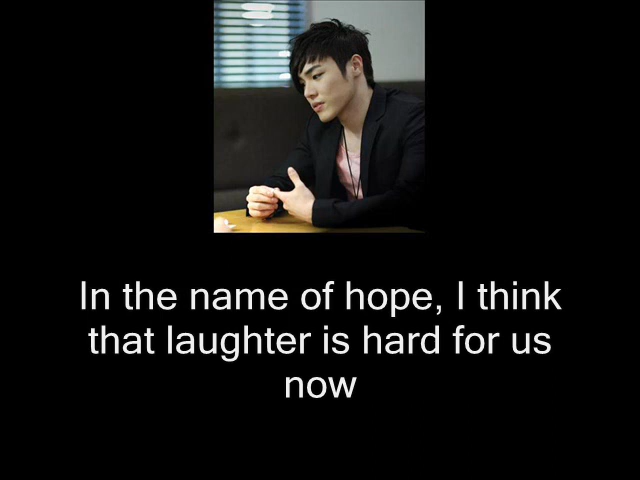 In the name of hope, I think
that laughter is hard for us
now